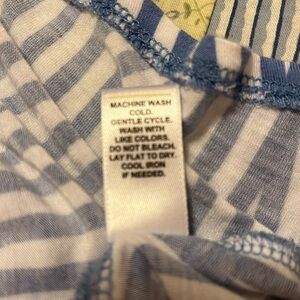 MACHINE WASH
COLD.
GENTLE CYCLE.
WASH WITH
LIKE COLORS.
DO NOT BLEACH.
LAY FLAT TO DRY.
COOL IRON
IF NEEDED.